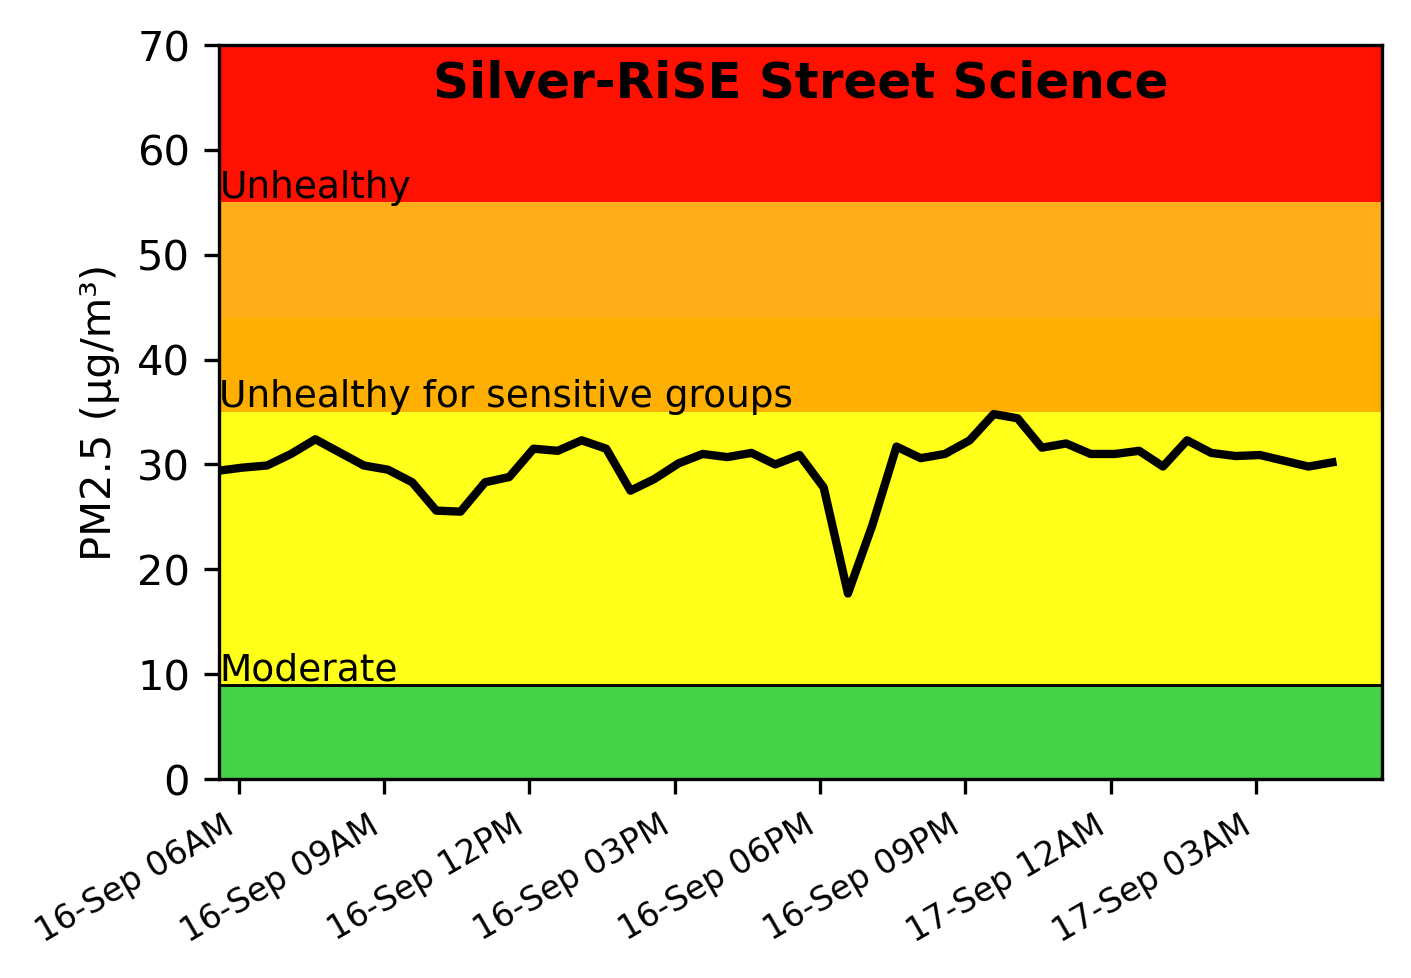 Silver-RiSE Street Science
PM2.5 (µg/m³)
70
60
Unhealthy
50
40
Unhealthy for sensitive groups
30
20
Moderate
10
0
16-Sep 06AM
16-Sep 09AM
16-Sep 12PM
16-Sep 03PM
16-Sep 06PM
16-Sep 09PM
17-Sep 12AM
17-Sep 03AM